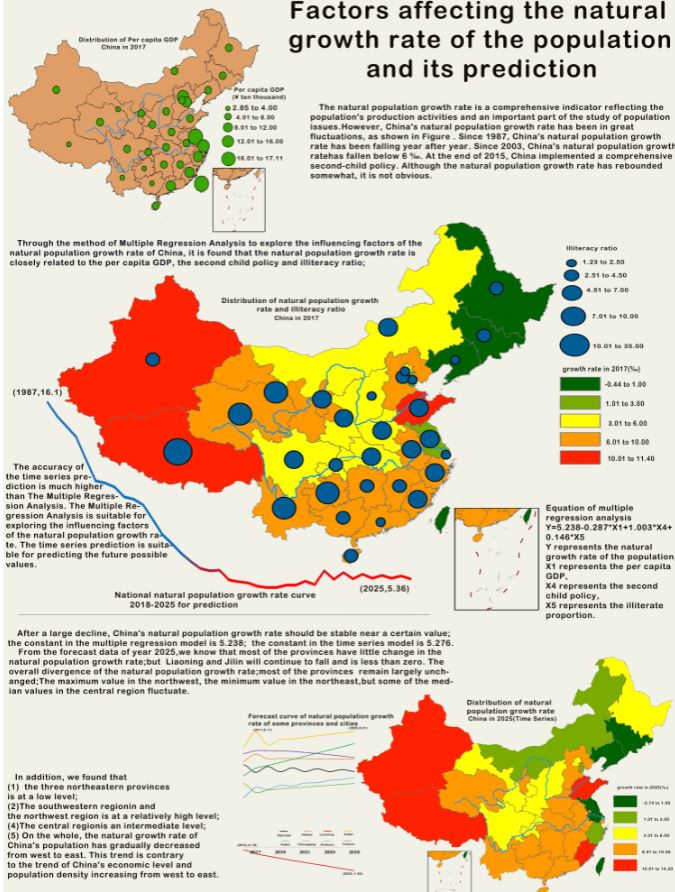 Factors affecting the natural
growth rate of the population
and its prediction
Distribution of Per capita GDP
China in 2017
Per capita GDP
(¥ ten thousand)
2.85 to 4.00
4.01 to 8.00
8.01 to 12.00
12.01 to 16.00
16.01 to 17.11
The natural population growth rate is a comprehensive indicator reflecting the
population's production activities and an important part of the study of population
issues.However, China's natural population growth rate has been in great
fluctuations, as shown in Figure . Since 1987, China's natural population growth
rate has been falling year after year. Since 2003, China's natural population growth
ratehas fallen below 6 ‰. At the end of 2015, China implemented a comprehensive
second-child policy. Although the natural population growth rate has rebounded
somewhat, it is not obvious.
Through the method of Multiple Regression Analysis to explore the influencing factors of the
natural population growth rate of China, it is found that the natural population growth rate is
closely related to the per capita GDP, the second child policy and illiteracy ratio;
Distribution of natural population growth
rate and illiteracy ratio
China in 2017
Illiteracy ratio
1.23 to 2.50
2.51 to 4.50
4.51 to 7.00
7.01 to 10.00
10.01 to 35.00
growth rate in 2017(‰)
-0.44 to 1.00
1.01 to 3.00
3.01 to 6.00
6.01 to 10.00
10.01 to 11.40
(1987,16.1)
The accuracy of
the time series pre-
diction is much higher
than The Multiple Regres-
sion Analysis. The Multiple Re-
gression Analysis is suitable for
exploring the influencing factors
of the natural population growth ra-
te. The time series prediction is suita-
ble for predicting the future possible
values.
National natural population growth rate curve
2018-2025 for prediction
(2025,5.36)
Equation of multiple
regression analysis
Y=5.238-0.287*X1+1.003*X4+
0.146*X5
Y represents the natural
growth rate of the population
X1 represents the per capita
GDP,
X4 represents the second
child policy,
X5 represents the illiterate
proportion.
After a large decline, China's natural population growth rate should be stable near a certain value;
the constant in the multiple regression model is 5.238; the constant in the time series model is 5.276.
From the forecast data of year 2025,we know that most of the provinces have little change in the
natural population growth rate;but Liaoning and Jilin will continue to fall and is less than zero. The
overall divergence of the natural population growth rate;most of the provinces remain largely unch-
anged;The maximum value in the northwest, the minimum value in the northeast,but some of the med-
ian values in the central region fluctuate.
Forecast curve of natural population growth
rate of some provinces and cities
2017 2019 2021 2023 2025
Distribution of natural
population growth rate
China in 2025(Time Series)
growth rate in 2025(‰)
-2.74 to 1.00
1.01 to 3.00
3.01 to 6.00
6.01 to 10.00
10.01 to 14.20
In addition, we found that
(1) the three northeastern provinces
is at a low level;
(2)The southwestern regionin and
the northwest region is at a relatively high level;
(4)The central regionis an intermediate level;
(5) On the whole, the natural growth rate of
China's population has gradually decreased
from west to east. This trend is contrary
to the trend of China's economic level and
population density increasing from west to east.